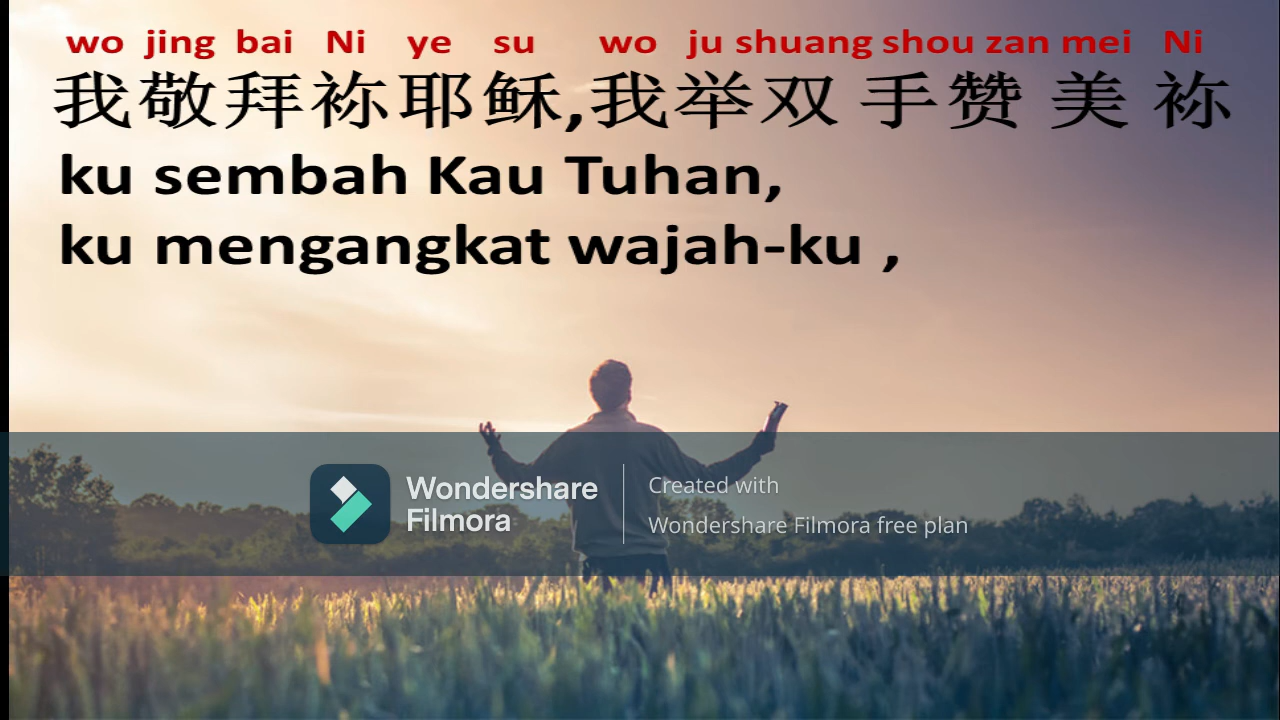 wo jing bai Ni ye su wo ju shuang shou zan mei Ni
我敬拜祢耶稣,我举双 手赞 美 祢
ku sembah Kau Tuhan,
ku mengangkat wajah-ku ,
Wondershare
Filmora
Created with
Wondershare Filmora free plan